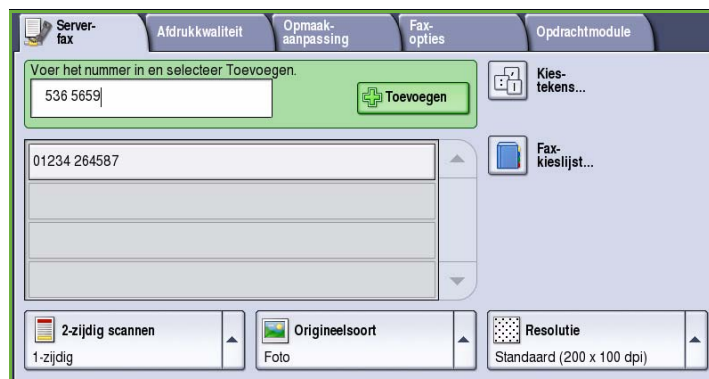 Server-
fax
Afdrukkwaliteit
Opmaak-
aanpassing
Fax-
opties
Opdrachtmodule
Voer het nummer in en selecteer Toevoegen.
536 5659
Toevoegen
Kies-
tekens...
01234 264587
Fax-
kieslijst...
2-zijdig scannen
1-zijdig
Origineelsoort
Foto
Resolutie
Standaard (200 x 100 dpi)